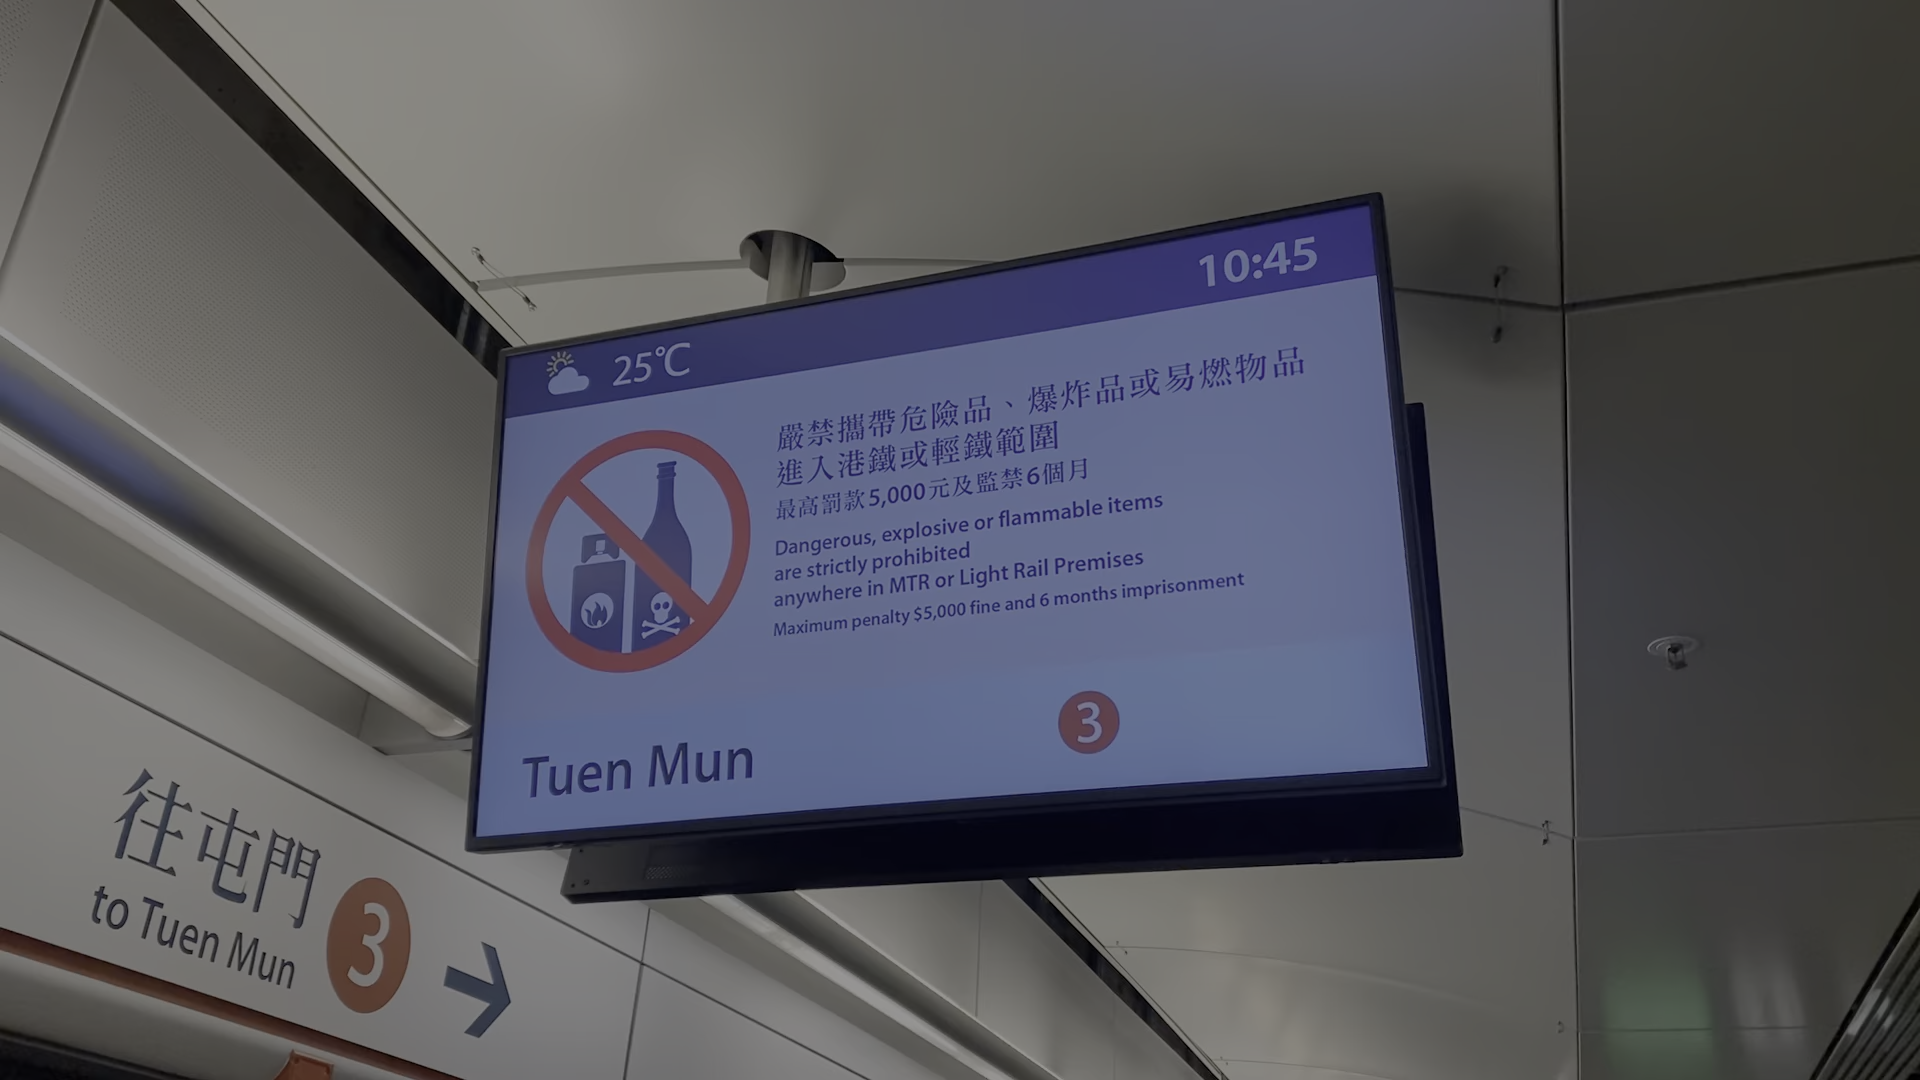 10:45
25℃
嚴禁攜帶危險品、爆炸品或易燃物品
進入港鐵或輕鐵範圍
最高罰款5,000元及監禁6個月
Dangerous, explosive or flammable items
are strictly prohibited
anywhere in MTR or Light Rail Premises
Maximum penalty $5,000 fine and 6 months imprisonment
Tuen Mun
3
往屯門
to Tuen Mun
3